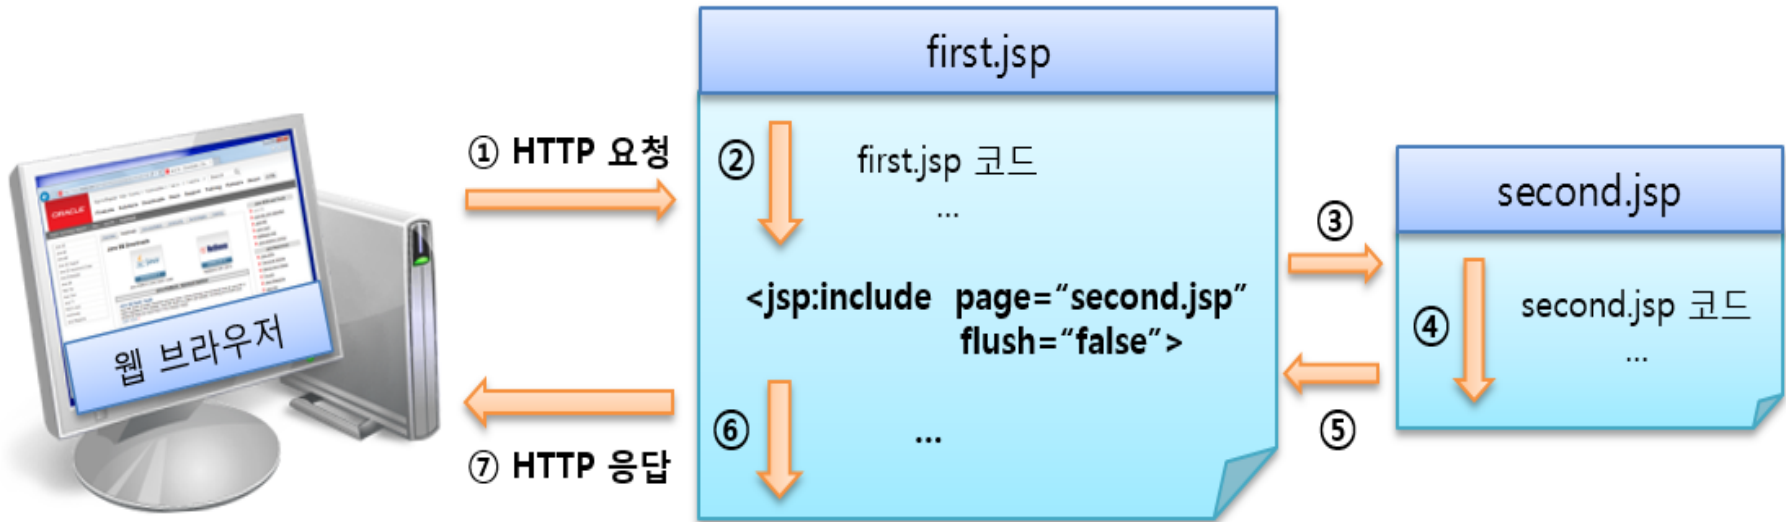 first.jsp
① HTTP 요청
②
first.jsp 코드
...
③
second.jsp
<jsp:include page="second.jsp"
flush="false">
④
second.jsp 코드
...
⑤
⑥
...
⑦ HTTP 응답
ORACLE
웹 브라우저